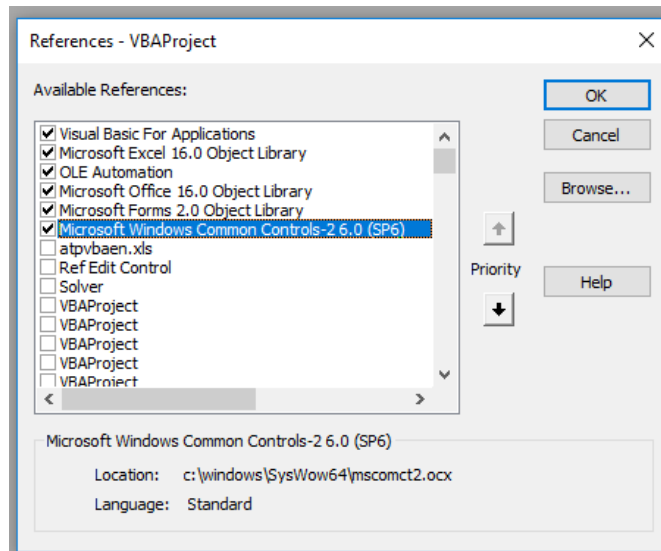 References - VBAProject
Available References:
OK
Visual Basic For Applications
Microsoft Excel 16.0 Object Library
Cancel
OLE Automation
Microsoft Office 16.0 Object Library
Browse...
Microsoft Forms 2.0 Object Library
Microsoft Windows Common Controls-2 6.0 (SP6)
atpvbaen.xls
Ref Edit Control
Priority
Solver
Help
VBAProject
VBAProject
VBAProject
VBAProject
VBAProject
Microsoft Windows Common Controls-2 6.0 (SP6)
Location: c:\windows\SysWow64\mscomct2.ocx
Language: Standard